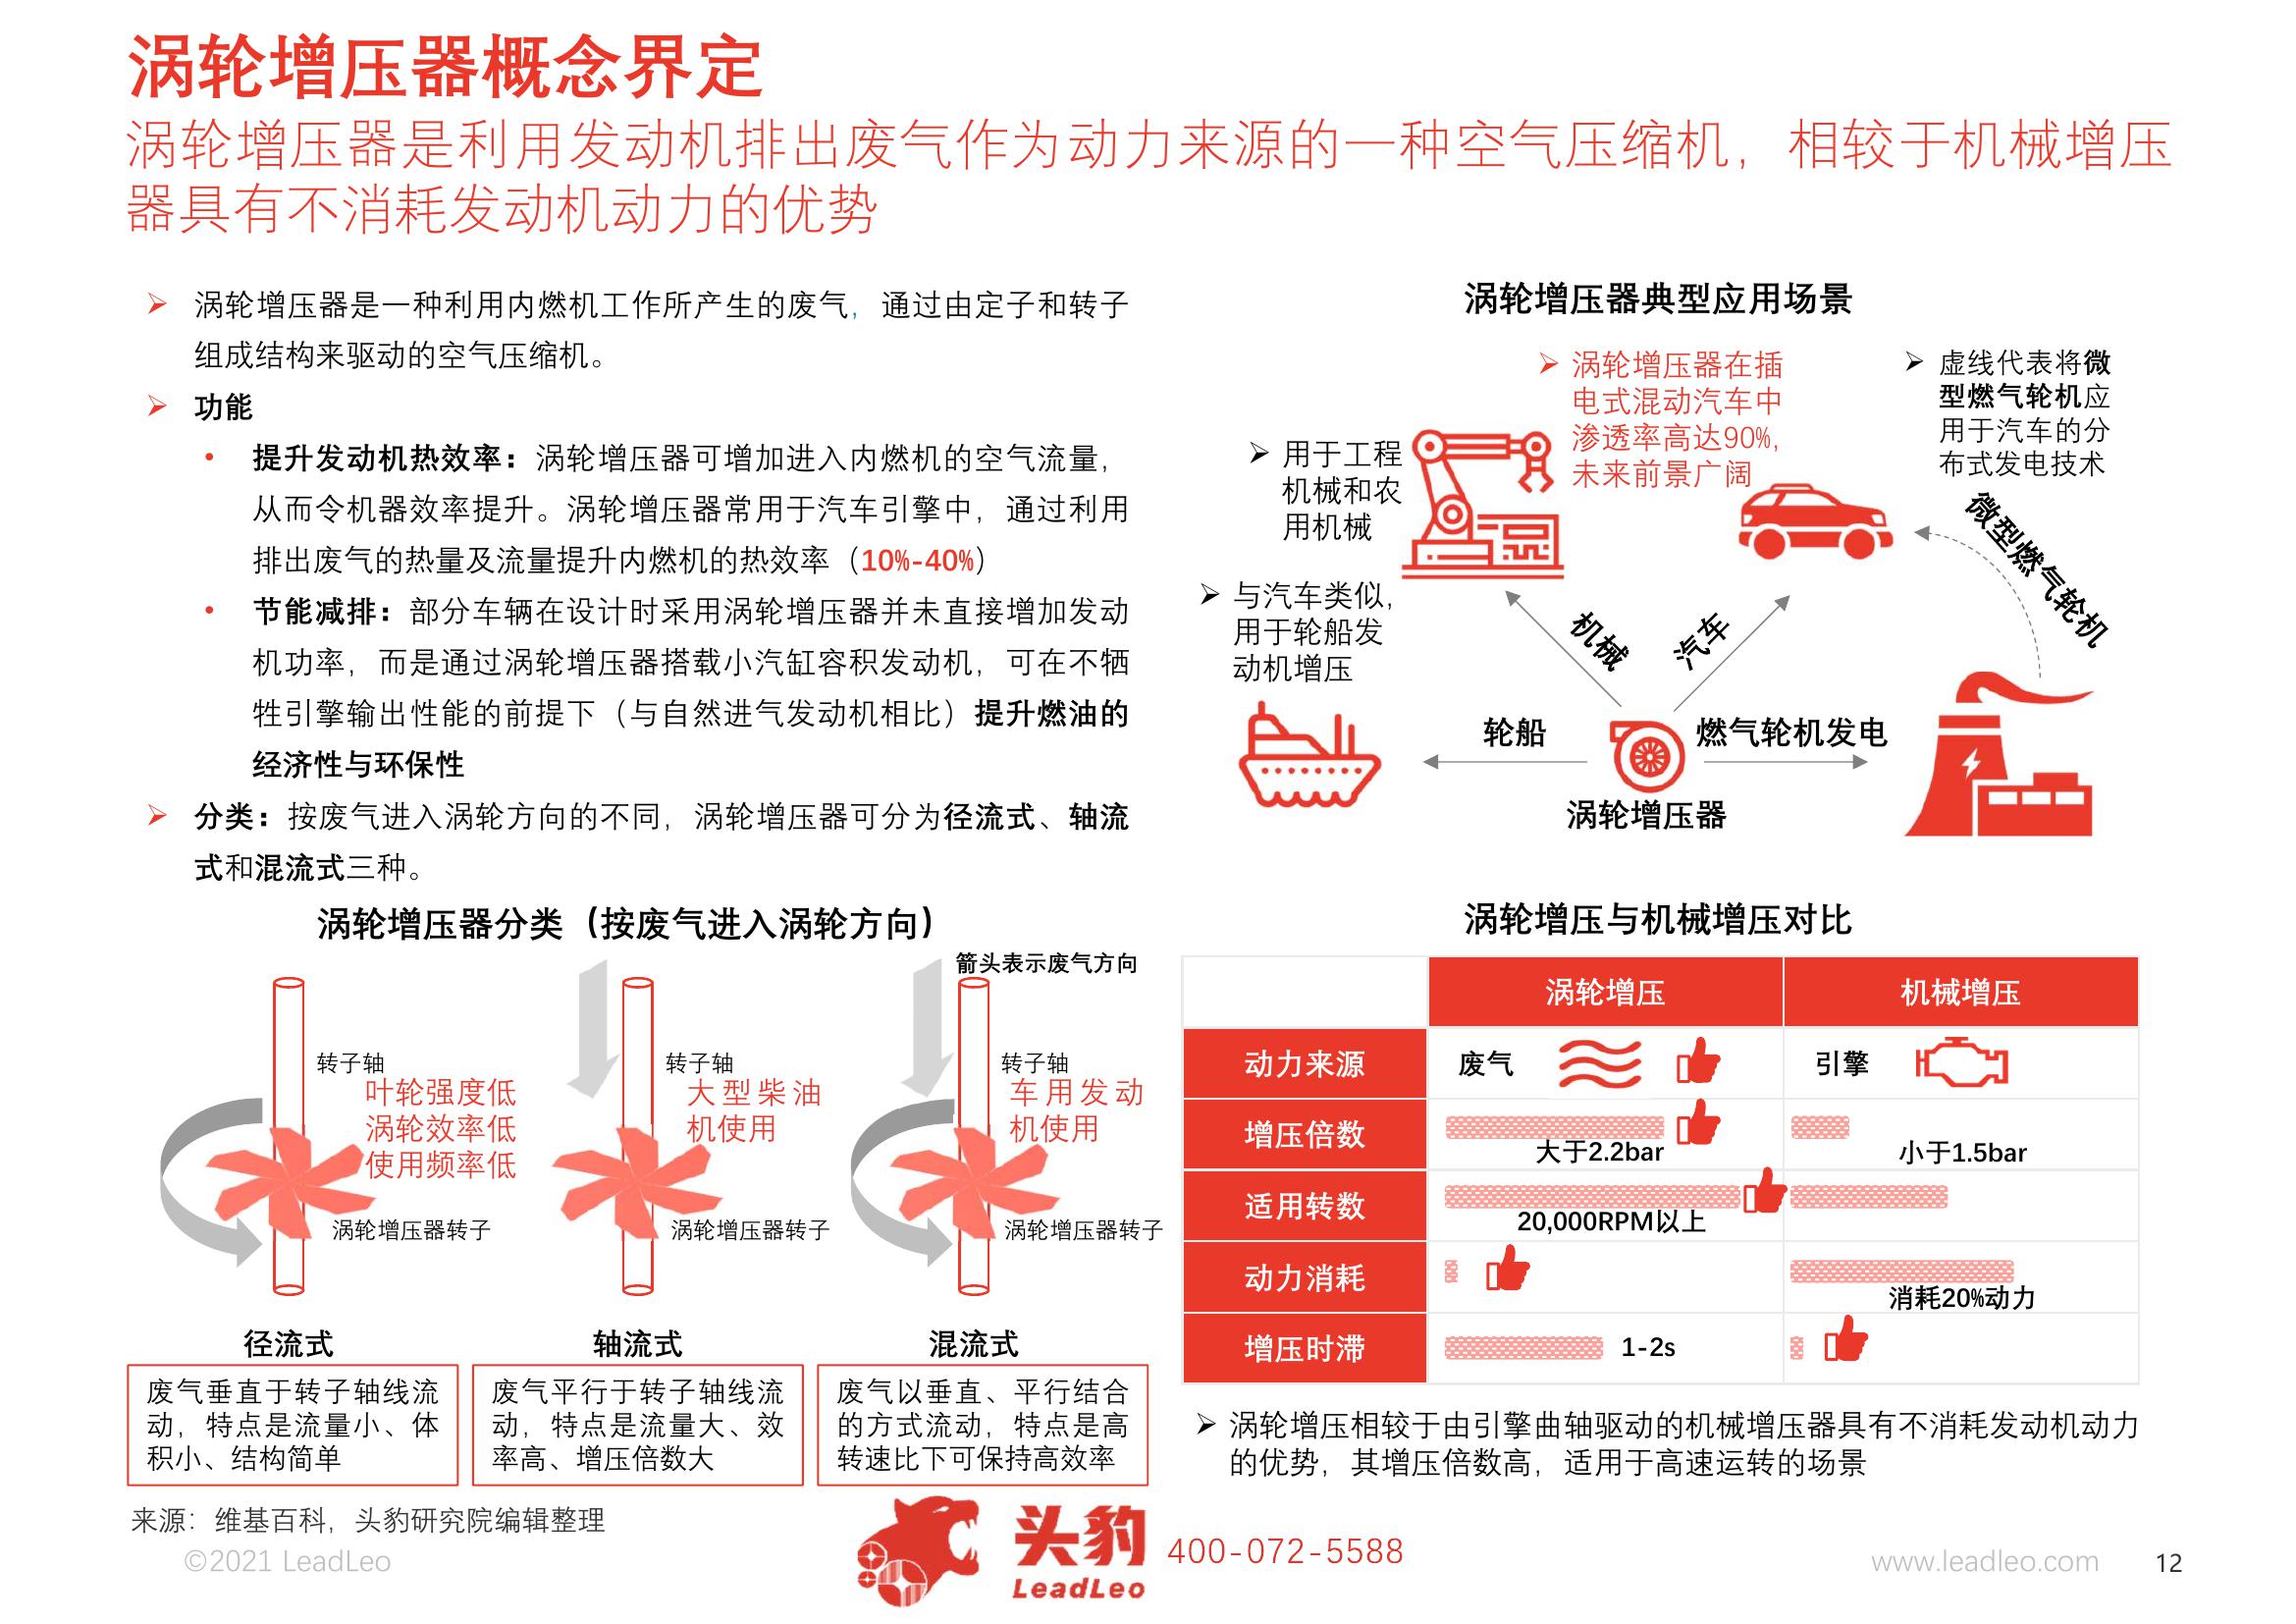 涡轮增压器概念界定
涡轮增压器是利用发动机排出废气作为动力来源的一种空气压缩机，相较于机械增压
器具有不消耗发动机动力的优势
➢ 涡轮增压器是一种利用内燃机工作所产生的废气，通过由定子和转子
组成结构来驱动的空气压缩机。
➢ 功能
• 提升发动机热效率：涡轮增压器可增加进入内燃机的空气流量，
从而令机器效率提升。涡轮增压器常用于汽车引擎中，通过利用
排出废气的热量及流量提升内燃机的热效率（10%-40%）
• 节能减排：部分车辆在设计时采用涡轮增压器并未直接增加发动
机功率，而是通过涡轮增压器搭载小汽缸容积发动机，可在不牺
牲引擎输出性能的前提下（与自然进气发动机相比）提升燃油的
经济性与环保性
➢ 分类：按废气进入涡轮方向的不同，涡轮增压器可分为径流式、轴流
式和混流式三种。
涡轮增压器分类（按废气进入涡轮方向）
箭头表示废气方向
转子轴
叶轮强度低
涡轮效率低
使用频率低
涡轮增压器转子
转子轴
大型柴油
机使用
涡轮增压器转子
转子轴
车用发动
机使用
涡轮增压器转子
径流式
废气垂直于转子轴线流
动，特点是流量小、体
积小、结构简单
轴流式
废气平行于转子轴线流
动，特点是流量大、效
率高、增压倍数大
混流式
废气以垂直、平行结合
的方式流动，特点是高
转速比下可保持高效率
涡轮增压器典型应用场景
➢ 用于工程
机械和农
用机械
➢ 涡轮增压器在插
电式混动汽车中
渗透率高达90%，
未来前景广阔
➢ 虚线代表将微
型燃气轮机应
用于汽车的分
布式发电技术
➢ 与汽车类似，
用于轮船发
动机增压
机械
汽车
微型燃气轮机
轮船
燃气轮机发电
涡轮增压器
涡轮增压与机械增压对比
涡轮增压 机械增压
动力来源 废气 引擎
增压倍数 大于2.2bar 小于1.5bar
适用转数 20,000RPM以上
动力消耗 消耗20%动力
增压时滞 1-2s
➢ 涡轮增压相较于由引擎曲轴驱动的机械增压器具有不消耗发动机动力
的优势，其增压倍数高，适用于高速运转的场景
来源：维基百科，头豹研究院编辑整理
©2021 LeadLeo
头豹
LeadLeo
400-072-5588
www.leadleo.com
12